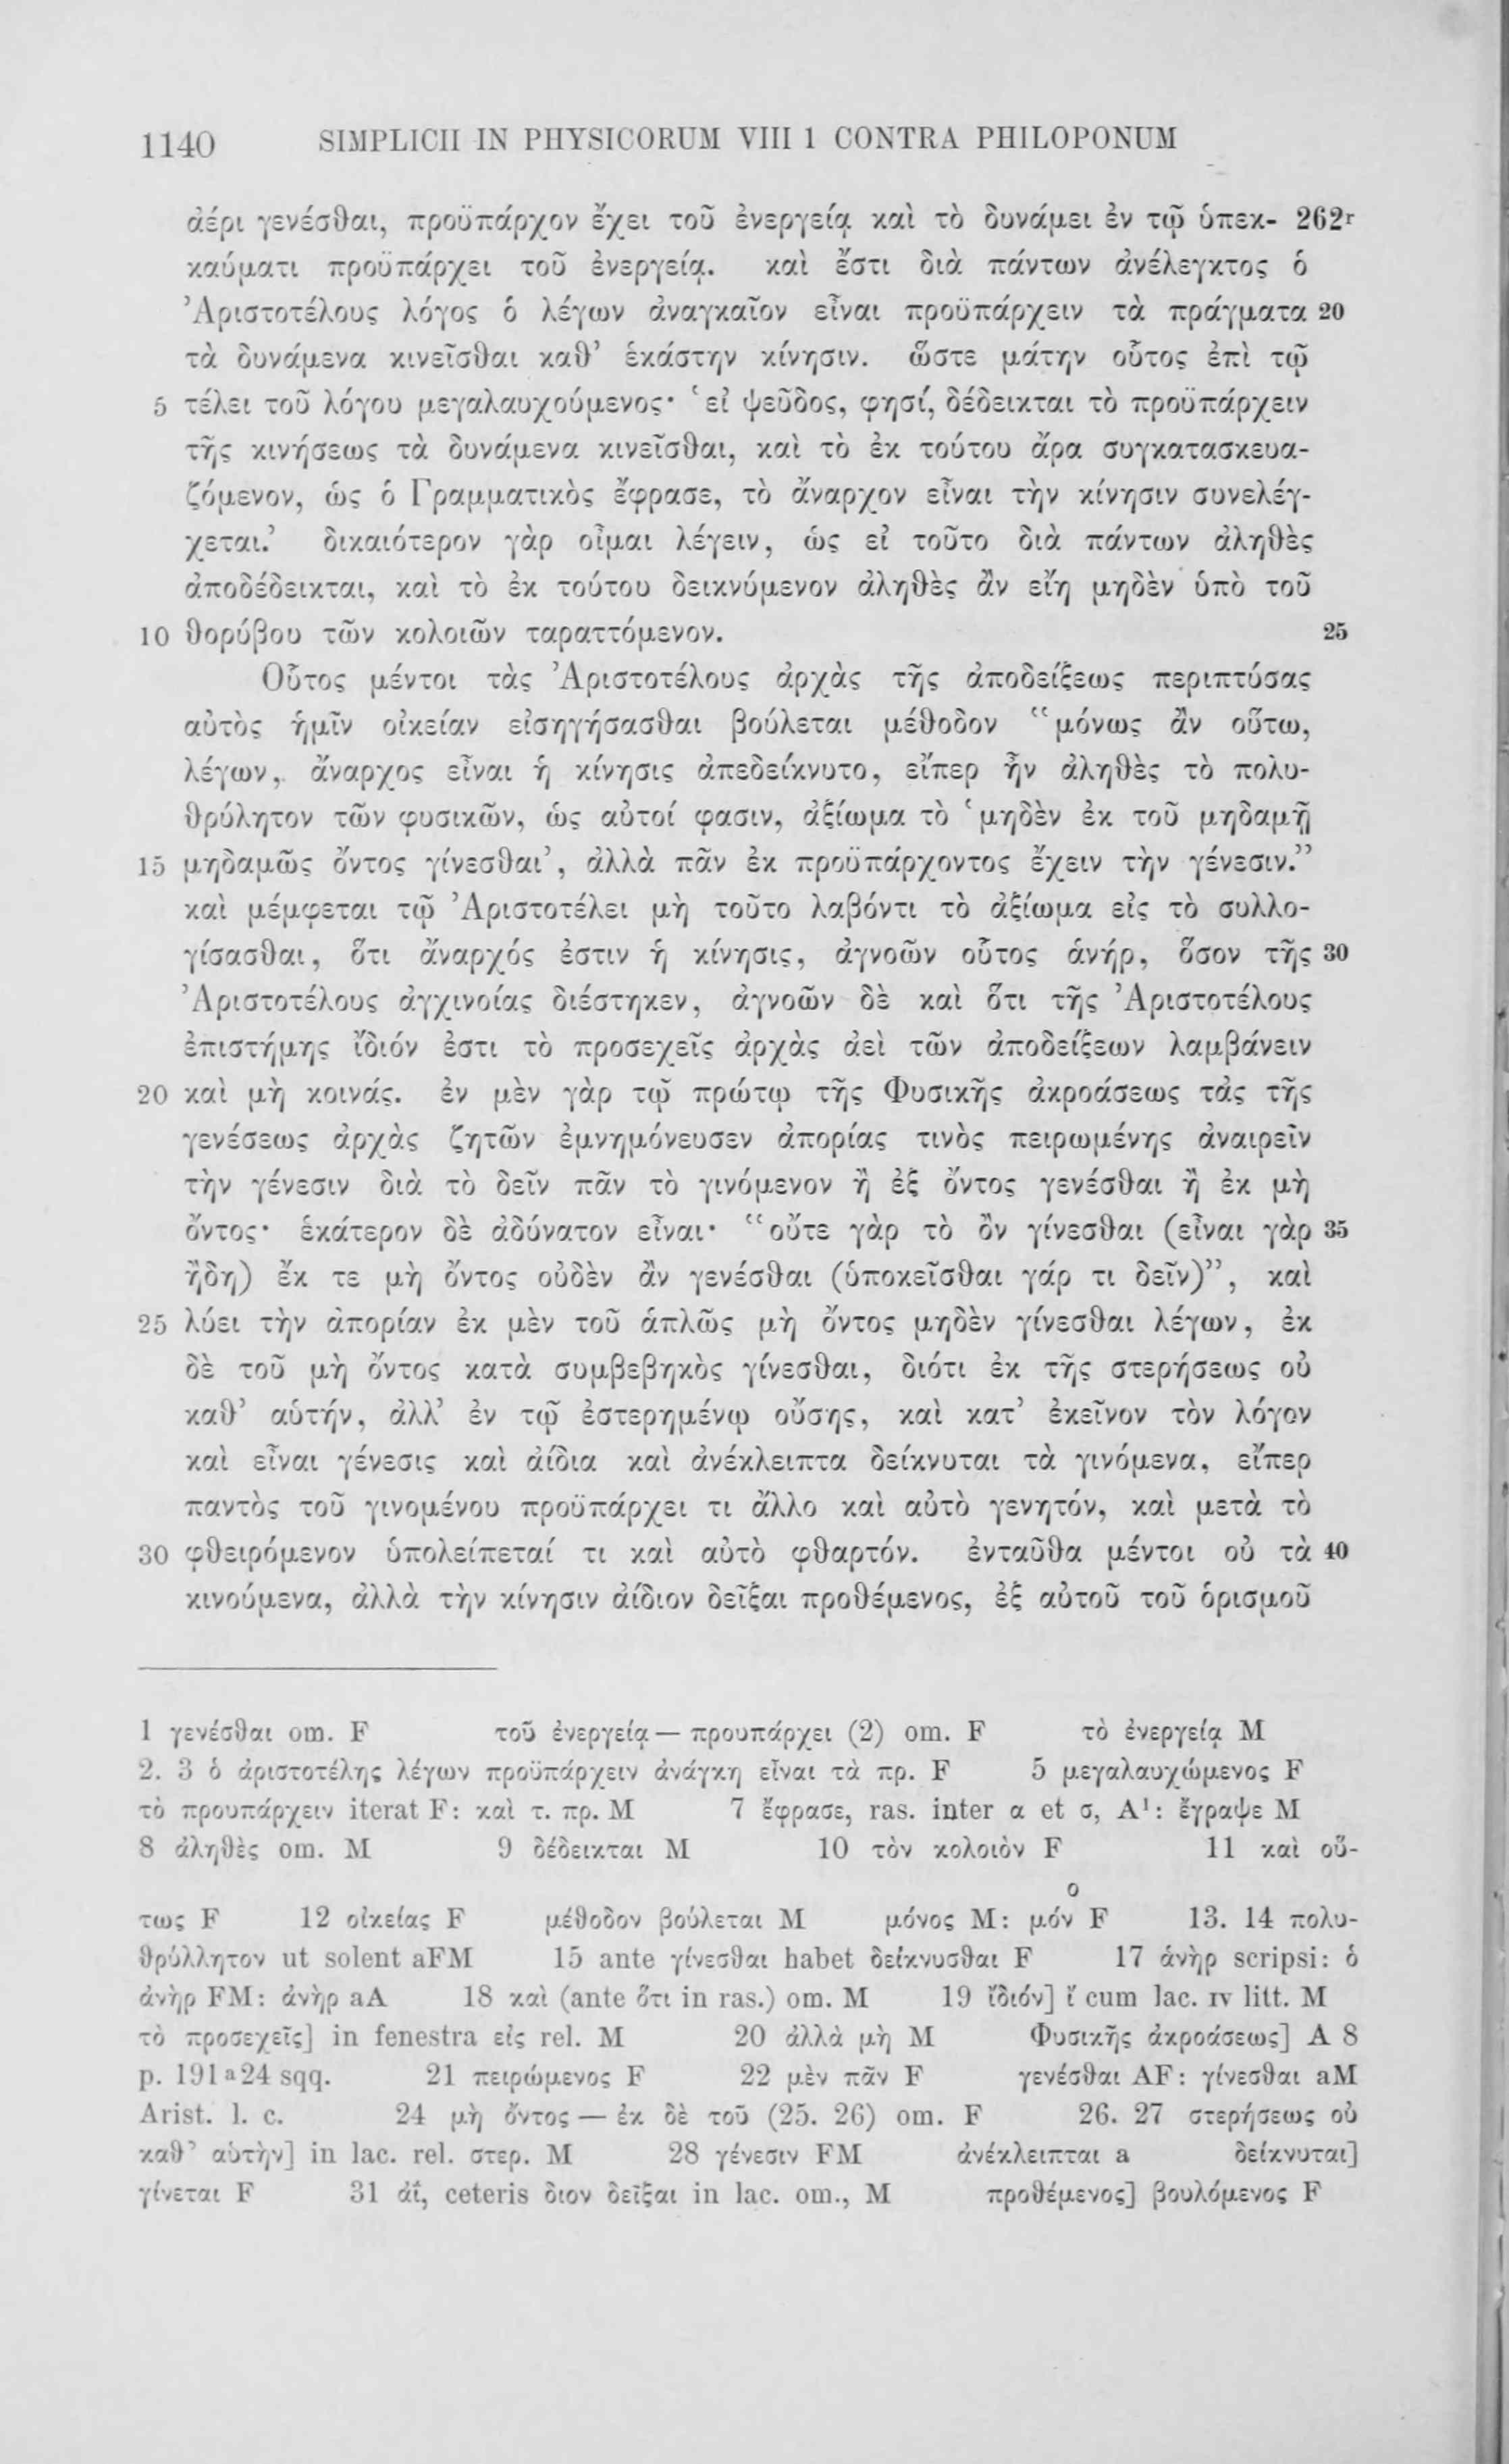 1140 SIMPLICII IN PHYSICORUM VIII 1 CONTRA PHILOPONUM
ἀέρι γενέσθαι, προϋπάρχον ἔχει τοῦ ἐνεργείᾳ καὶ τὸ δυνάμει ἐν τῷ ὑπεκ- 262r
καύματι προϋπάρχει τοῦ ἐνεργείᾳ. καὶ ἔστι διὰ πάντων ἀνέλεγκτος ὁ
Ἀριστοτέλους λόγος ὁ λέγων ἀναγκαῖον εἶναι προϋπάρχειν τὰ πράγματα 20
τὰ δυνάμενα κινεῖσθαι καθ’ ἑκάστην κίνησιν. ὥστε μάτην οὗτος ἐπὶ τῷ
5 τέλει τοῦ λόγου μεγαλαυχούμενος· ‘εἰ ψεῦδος, φησί, δέδεικται τὸ προϋπάρχειν
τῆς κινήσεως τὰ δυνάμενα κινεῖσθαι, καὶ τὸ ἐκ τούτου ἄρα συγκατασκευα-
ζόμενον, ὡς ὁ Γραμματικὸς ἔφρασε, τὸ ἄναρχον εἶναι τὴν κίνησιν συνελέγ-
χεται.’ δικαιότερον γὰρ οἶμαι λέγειν, ὡς εἰ τοῦτο διὰ πάντων ἀληθὲς
ἀποδέδεικται, καὶ τὸ ἐκ τούτου δεικνύμενον ἀληθὲς ἂν εἴη μηδὲν ὑπὸ τοῦ
10 θορύβου τῶν κολοιῶν ταραττόμενον. 25
Οὗτος μέντοι τὰς Ἀριστοτέλους ἀρχὰς τῆς ἀποδείξεως περιπτύσας
αὐτὸς ἡμῖν οἰκείαν εἰσηγήσασθαι βούλεται μέθοδον “μόνως ἂν οὕτω,
λέγων, ἄναρχος εἶναι ἡ κίνησις ἀπεδείκνυτο, εἴπερ ἦν ἀληθὲς τὸ πολυ-
θρύλητον τῶν φυσικῶν, ὡς αὐτοί φασιν, ἀξίωμα τὸ ‘μηδὲν ἐκ τοῦ μηδαμῇ
15 μηδαμῶς ὄντος γίνεσθαι’, ἀλλὰ πᾶν ἐκ προϋπάρχοντος ἔχειν τὴν γένεσιν.”
καὶ μέμφεται τῷ Ἀριστοτέλει μὴ τοῦτο λαβόντι τὸ ἀξίωμα εἰς τὸ συλλο-
γίσασθαι, ὅτι ἄναρχός ἐστιν ἡ κίνησις, ἀγνοῶν οὗτος ἁνήρ, ὅσον τῆς 30
Ἀριστοτέλους ἀγχινοίας διέστηκεν, ἀγνοῶν δὲ καὶ ὅτι τῆς Ἀριστοτέλους
ἐπιστήμης ἴδιόν ἐστι τὸ προσεχεῖς ἀρχὰς ἀεὶ τῶν ἀποδείξεων λαμβάνειν
20 καὶ μὴ κοινάς. ἐν μὲν γὰρ τῷ πρώτῳ τῆς Φυσικῆς ἀκροάσεως τὰς τῆς
γενέσεως ἀρχὰς ζητῶν ἐμνημόνευσεν ἀπορίας τινὸς πειρωμένης ἀναιρεῖν
τὴν γένεσιν διὰ τὸ δεῖν πᾶν τὸ γινόμενον ἢ ἐξ ὄντος γενέσθαι ἢ ἐκ μὴ
ὄντος· ἑκάτερον δὲ ἀδύνατον εἶναι· “οὔτε γὰρ τὸ ὂν γίνεσθαι (εἶναι γὰρ 35
ἤδη) ἔκ τε μὴ ὄντος οὐδὲν ἂν γενέσθαι (ὑποκεῖσθαι γάρ τι δεῖν)”, καὶ
25 λύει τὴν ἀπορίαν ἐκ μὲν τοῦ ἁπλῶς μὴ ὄντος μηδὲν γίνεσθαι λέγων, ἐκ
δὲ τοῦ μὴ ὄντος κατὰ συμβεβηκὸς γίνεσθαι, διότι ἐκ τῆς στερήσεως οὐ
καθ’ αὑτήν, ἀλλ’ ἐν τῷ ἐστερημένῳ οὔσης, καὶ κατ’ ἐκεῖνον τὸν λόγον
καὶ εἶναι γένεσις καὶ ἀίδια καὶ ἀνέκλειπτα δείκνυται τὰ γινόμενα, εἴπερ
παντὸς τοῦ γινομένου προϋπάρχει τι ἄλλο καὶ αὐτὸ γενητόν, καὶ μετὰ τὸ
30 φθειρόμενον ὑπολείπεταί τι καὶ αὐτὸ φθαρτόν. ἐνταῦθα μέντοι οὐ τὰ 40
κινούμενα, ἀλλὰ τὴν κίνησιν ἀίδιον δεῖξαι προθέμενος, ἐξ αὐτοῦ τοῦ ὁρισμοῦ
1 γενέσθαι om. F τοῦ ἐνεργείᾳ — προυπάρχει (2) om. F τὸ ἐνεργείᾳ M
2. 3 ὁ ἀριστοτέλης λέγων προϋπάρχειν ἀνάγκη εἶναι τὰ πρ. F 5 μεγαλαυχώμενος F
τὸ προυπάρχειν iterat F: καὶ τ. πρ. M 7 ἔφρασε, ras. inter α et σ, A¹: ἔγραψε M
8 ἀληθὲς om. M 9 δέδεικται M 10 τὸν κολοιὸν F 11 καὶ οὕ-
τως F 12 οἰκείας F μέθοδον βούλεται M μόνος M: μόνο F 13. 14 πολυ-
θρύλλητον ut solent aFM 15 ante γίνεσθαι habet δείκνυσθαι F 17 ἁνὴρ scripsi: ὁ
ἀνὴρ FM: ἀνὴρ aA 18 καὶ (ante ὅτι in ras.) om. M 19 ἴδιόν] ἴ cum lac. IV litt. M
τὸ προσεχεῖς] in fenestra εἰς rel. M 20 ἀλλὰ μὴ M Φυσικῆς ἀκροάσεως] A 8
p. 191 a 24 sqq. 21 πειρώμενος F 22 μὲν πᾶν F γενέσθαι AF: γίνεσθαι aM
Arist. l. c. 24 μὴ ὄντος — ἐκ δὲ τοῦ (25. 26) om. F 26. 27 στερήσεως οὐ
καθ’ αὑτὴν] in lac. rel. στερ. M 28 γένεσιν FM ἀνέκλειπται a δείκνυται]
γίνεται F 31 ἀΐ, ceteris διον δεῖξαι in lac. om., M προθέμενος] βουλόμενος F